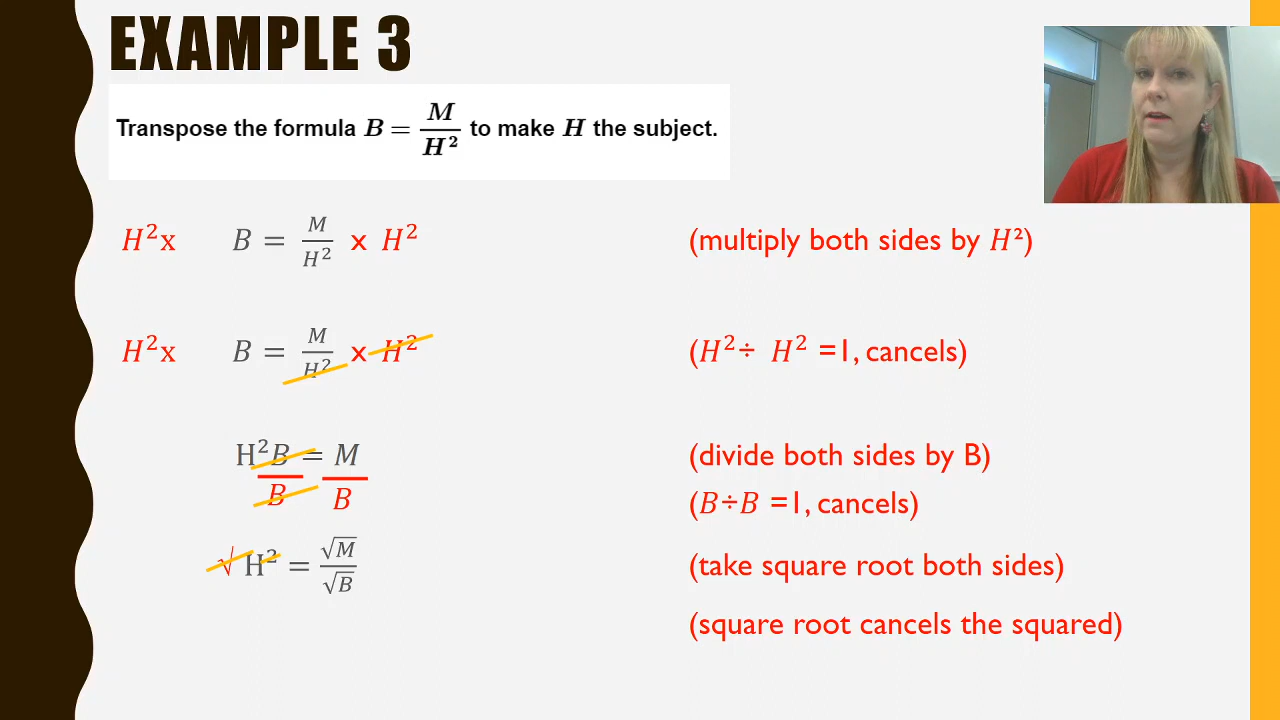 EXAMPLE 3
Transpose the formula B = M/H² to make H the subject.
H²x B = M/H² x H² (multiply both sides by H²)
H²x B = M/H² x H² (H²÷ H² =1, cancels)
H²B = M (divide both sides by B)
B B (B÷B =1, cancels)
√ H² = √M/√B (take square root both sides)
(square root cancels the squared)